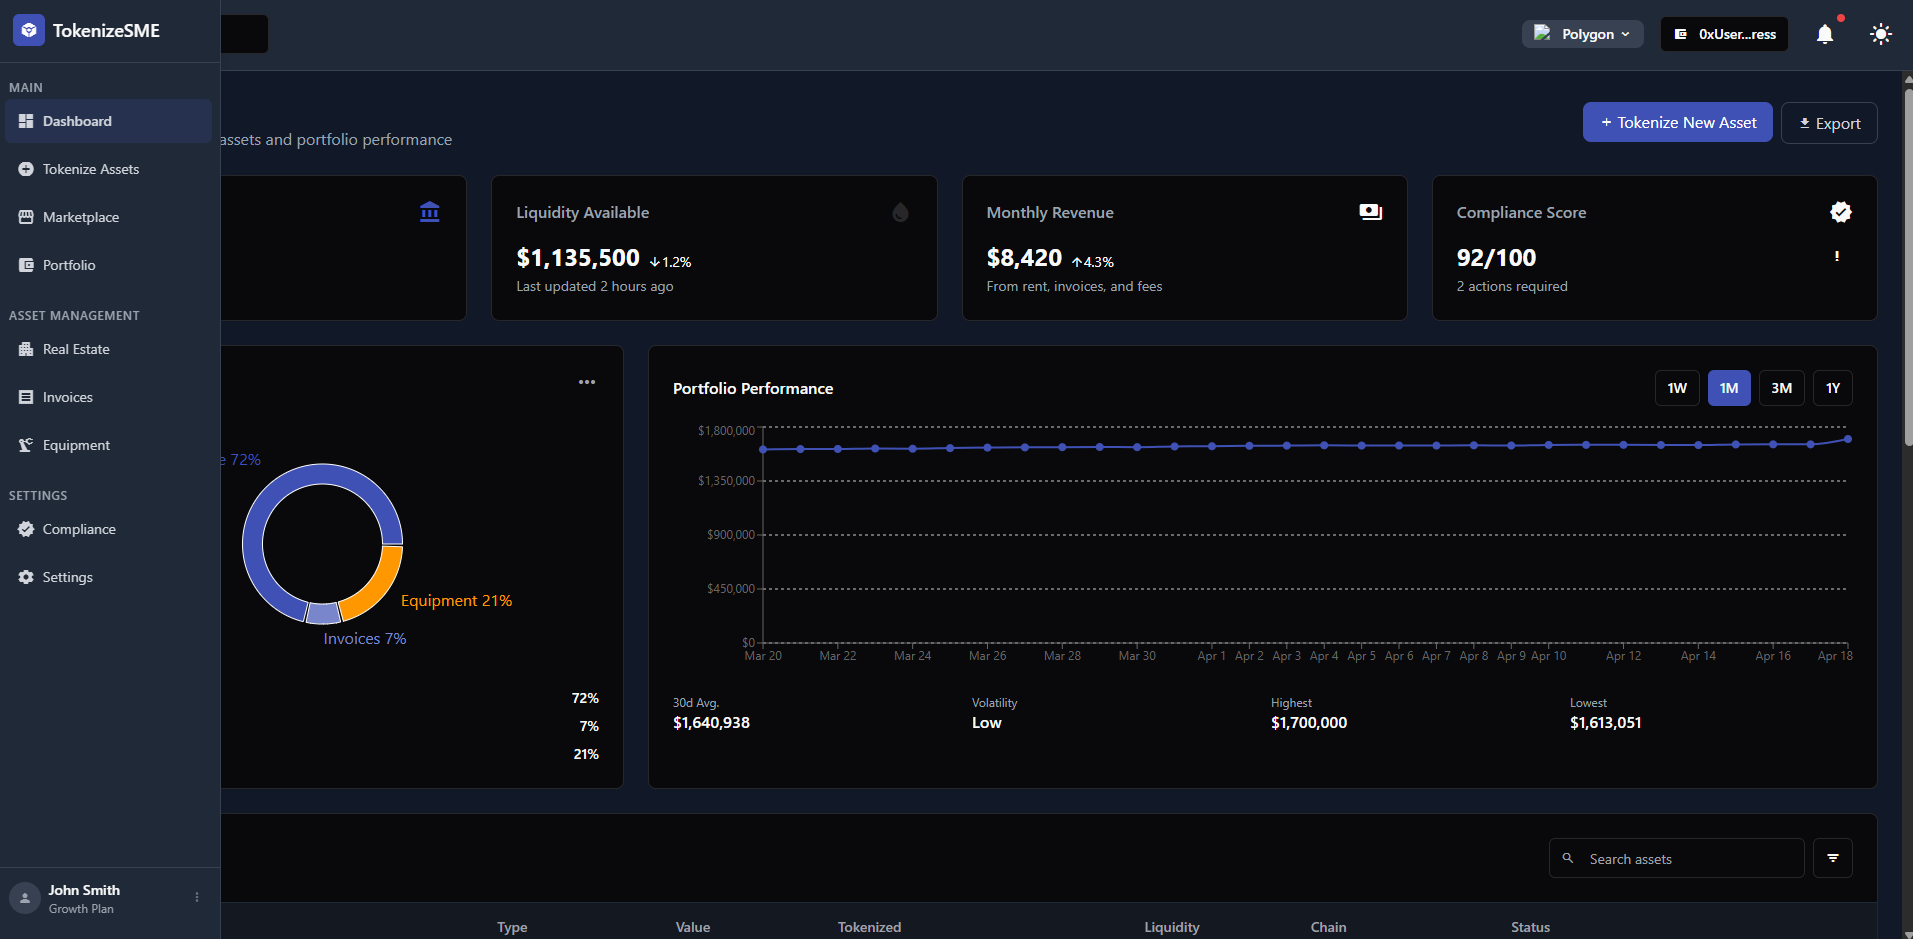 TokenizeSME
Polygon
0xUser...ress
MAIN
Dashboard
Tokenize Assets
Marketplace
Portfolio
ASSET MANAGEMENT
Real Estate
Invoices
Equipment
SETTINGS
Compliance
Settings
John Smith
Growth Plan
assets and portfolio performance
+ Tokenize New Asset
Export
Liquidity Available
$1,135,500 ↓1.2%
Last updated 2 hours ago
Monthly Revenue
$8,420 ↑4.3%
From rent, invoices, and fees
Compliance Score
92/100 !
2 actions required
e 72%
Equipment 21%
Invoices 7%
72%
7%
21%
Portfolio Performance
1W 1M 3M 1Y
$1,800,000
$1,350,000
$900,000
$450,000
$0
Mar 20 Mar 22 Mar 24 Mar 26 Mar 28 Mar 30 Apr 1 Apr 2 Apr 3 Apr 4 Apr 5 Apr 6 Apr 7 Apr 8 Apr 9 Apr 10 Apr 12 Apr 14 Apr 16 Apr 18
30d Avg.
$1,640,938
Volatility
Low
Highest
$1,700,000
Lowest
$1,613,051
Search assets
Type Value Tokenized Liquidity Chain Status